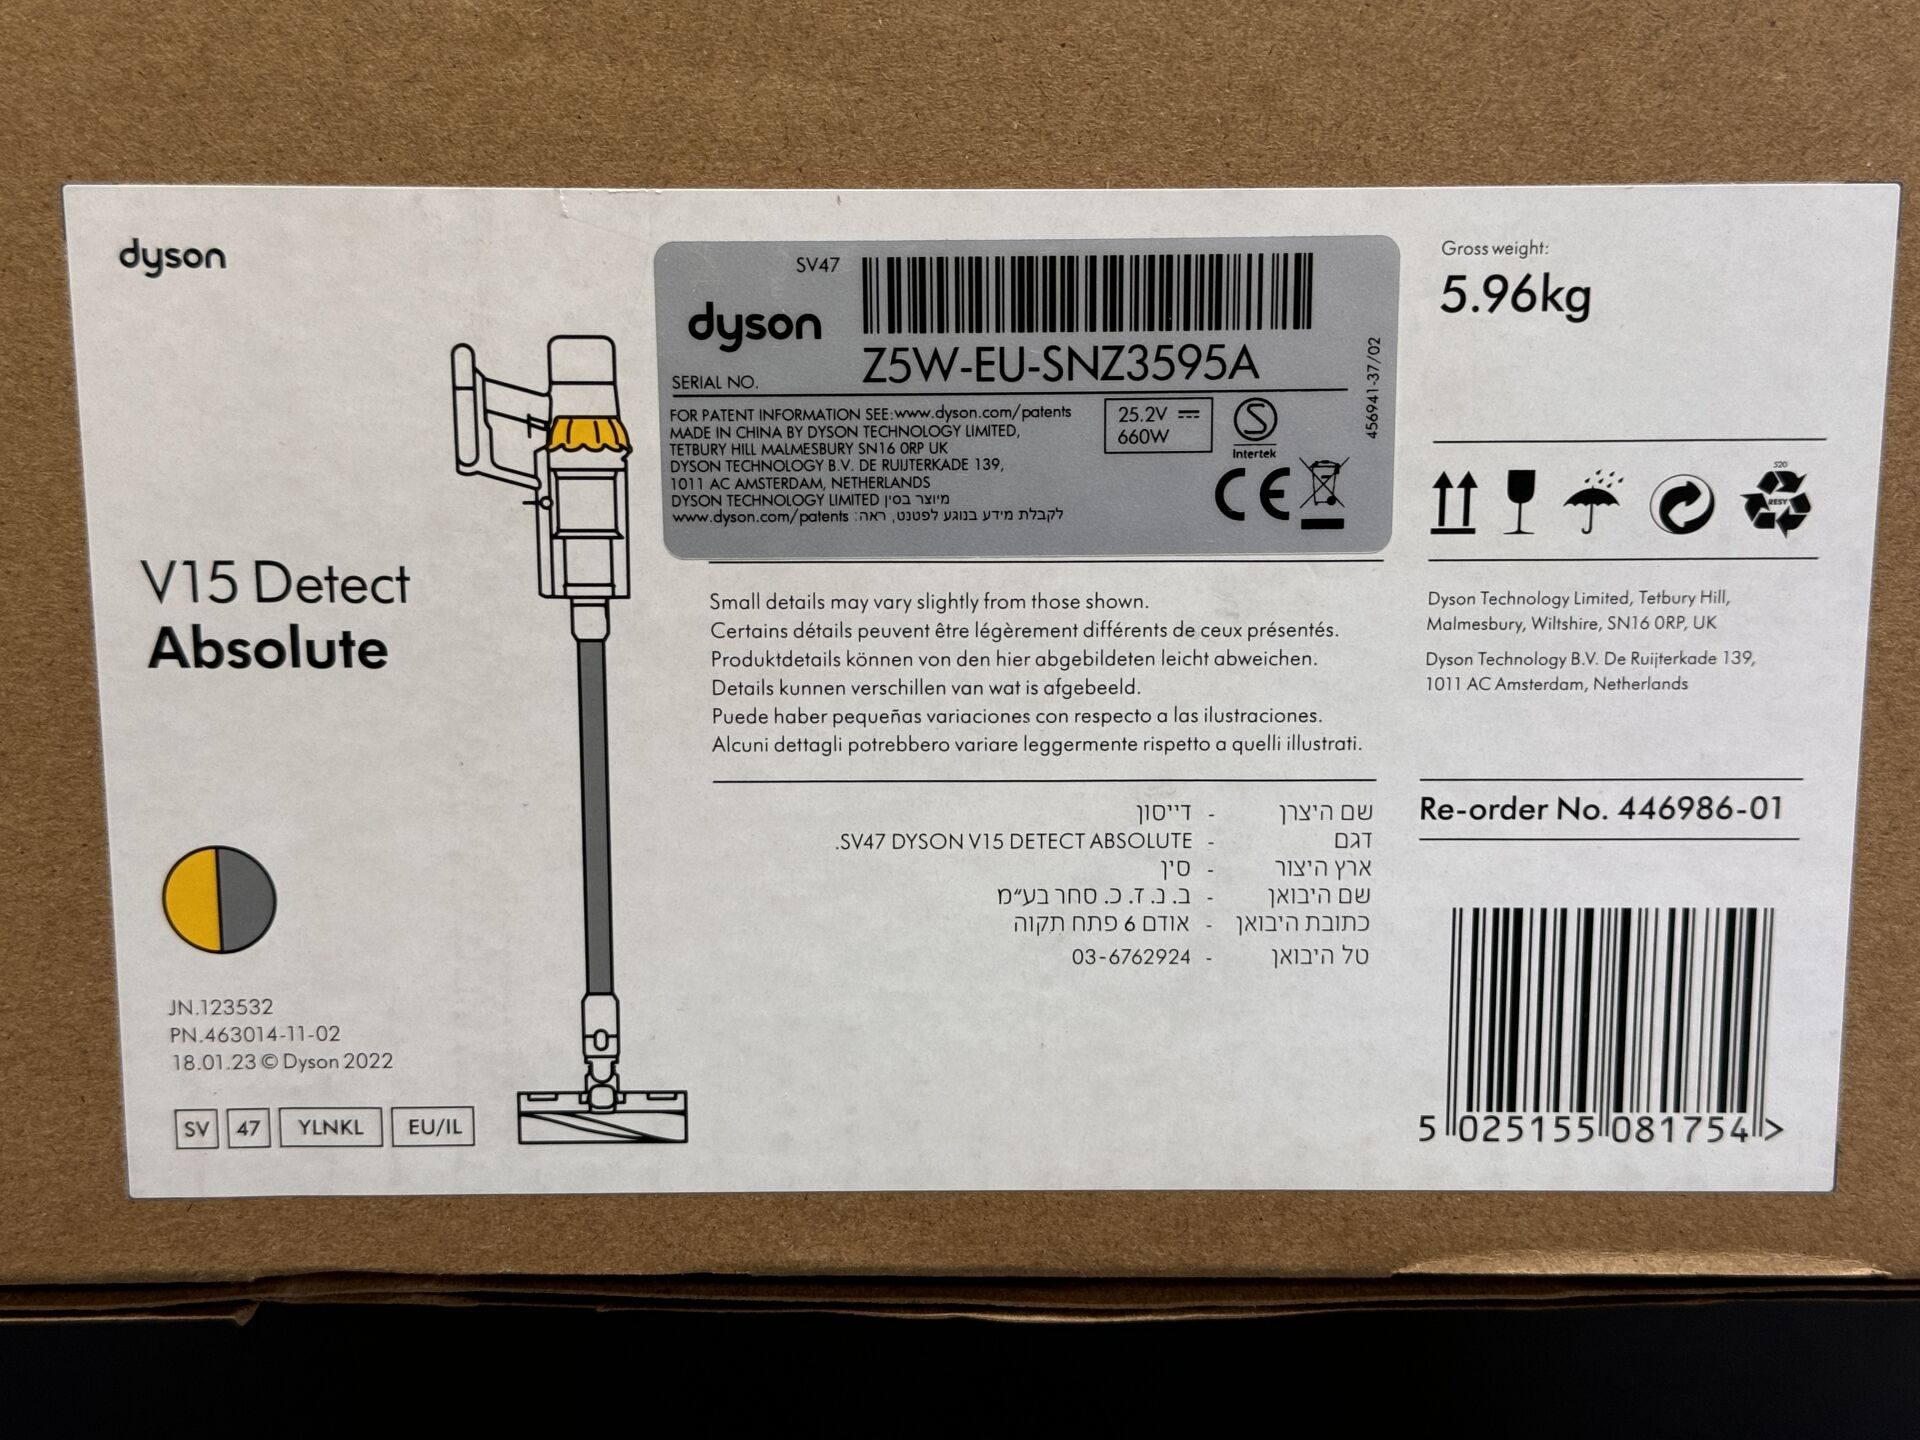 dyson
V15 Detect
Absolute
JN.123532
PN.463014-11-02
18.01.23 © Dyson 2022
SV 47 YLNKL EU/IL
SV47
dyson
SERIAL NO.
Z5W-EU-SNZ3595A
FOR PATENT INFORMATION SEE:www.dyson.com/patents
MADE IN CHINA BY DYSON TECHNOLOGY LIMITED,
TETBURY HILL MALMESBURY SN16 0RP UK
DYSON TECHNOLOGY B.V. DE RUIJTERKADE 139,
1011 AC AMSTERDAM, NETHERLANDS
DYSON TECHNOLOGY LIMITED מיוצר בסין
לקבלת מידע בנוגע לפטנט, ראה: www.dyson.com/patents
25.2V
660W
S
Intertek
CE
456941-37/02
Small details may vary slightly from those shown.
Certains détails peuvent être légèrement différents de ceux présentés.
Produktdetails können von den hier abgebildeten leicht abweichen.
Details kunnen verschillen van wat is afgebeeld.
Puede haber pequeñas variaciones con respecto a las ilustraciones.
Alcuni dettagli potrebbero variare leggermente rispetto a quelli illustrati.
שם היצרן - דייסון
דגם - SV47 DYSON V15 DETECT ABSOLUTE.
ארץ היצור - סין
שם היבואן - ב. נ. ז. כ. סחר בע״מ
כתובת היבואן - אודם 6 פתח תקוה
טל היבואן - 03-6762924
Gross weight:
5.96kg
520
RESY
Dyson Technology Limited, Tetbury Hill,
Malmesbury, Wiltshire, SN16 0RP, UK
Dyson Technology B.V. De Ruijterkade 139,
1011 AC Amsterdam, Netherlands
Re-order No. 446986-01
5 025155 081754 >